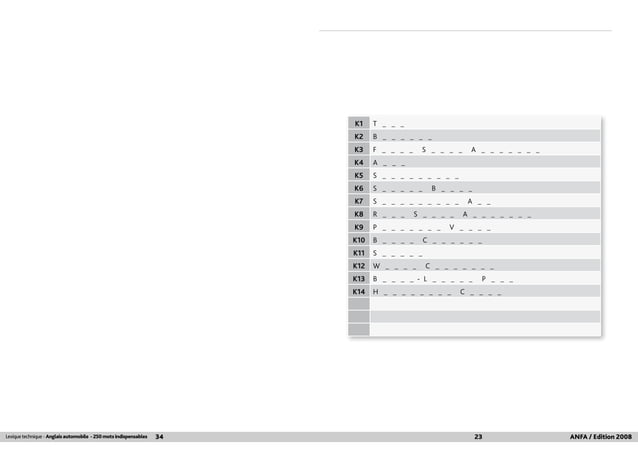 K1 T _ _ _
K2 B _ _ _ _ _ _
K3 F _ _ _ _ S _ _ _ _ A _ _ _ _ _ _ _
K4 A _ _ _
K5 S _ _ _ _ _ _ _ _ _
K6 S _ _ _ _ _ B _ _ _ _
K7 S _ _ _ _ _ _ _ _ _ A _ _
K8 R _ _ _ S _ _ _ _ A _ _ _ _ _ _ _
K9 P _ _ _ _ _ _ _ V _ _ _ _
K10 B _ _ _ _ C _ _ _ _ _ _
K11 S _ _ _ _ _
K12 W _ _ _ _ C _ _ _ _ _ _ _
K13 B _ _ _ _ - L _ _ _ _ _ P _ _ _
K14 H _ _ _ _ _ _ _ _ C _ _ _ _
Lexique technique - Anglais automobile - 250 mots indispensables 34
23 ANFA / Edition 2008